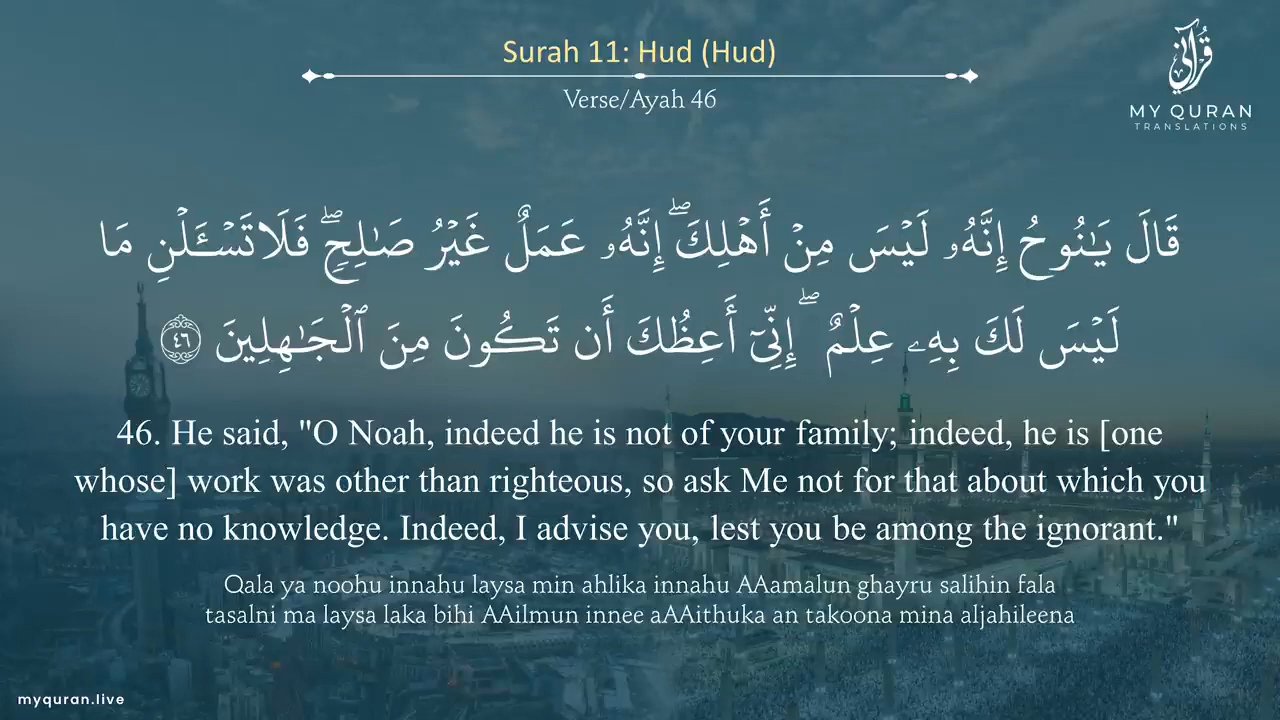 Surah 11: Hud (Hud)
Verse/Ayah 46
قرآني
MY QURAN
TRANSLATIONS
قَالَ يَـٰنُوحُ إِنَّهُۥ لَيْسَ مِنْ أَهْلِكَ ۖ إِنَّهُۥ عَمَلٌ غَيْرُ صَـٰلِحٍ ۖ فَلَا تَسْـَٔلْنِ مَا
لَيْسَ لَكَ بِهِۦ عِلْمٌ ۖ إِنِّىٓ أَعِظُكَ أَن تَكُونَ مِنَ ٱلْجَـٰهِلِينَ ٤٦
46. He said, "O Noah, indeed he is not of your family; indeed, he is [one
whose] work was other than righteous, so ask Me not for that about which you
have no knowledge. Indeed, I advise you, lest you be among the ignorant."
Qala ya noohu innahu laysa min ahlika innahu AAamalun ghayru salihin fala
tasalni ma laysa laka bihi AAilmun innee aAAithuka an takoona mina aljahileena
myquran.live